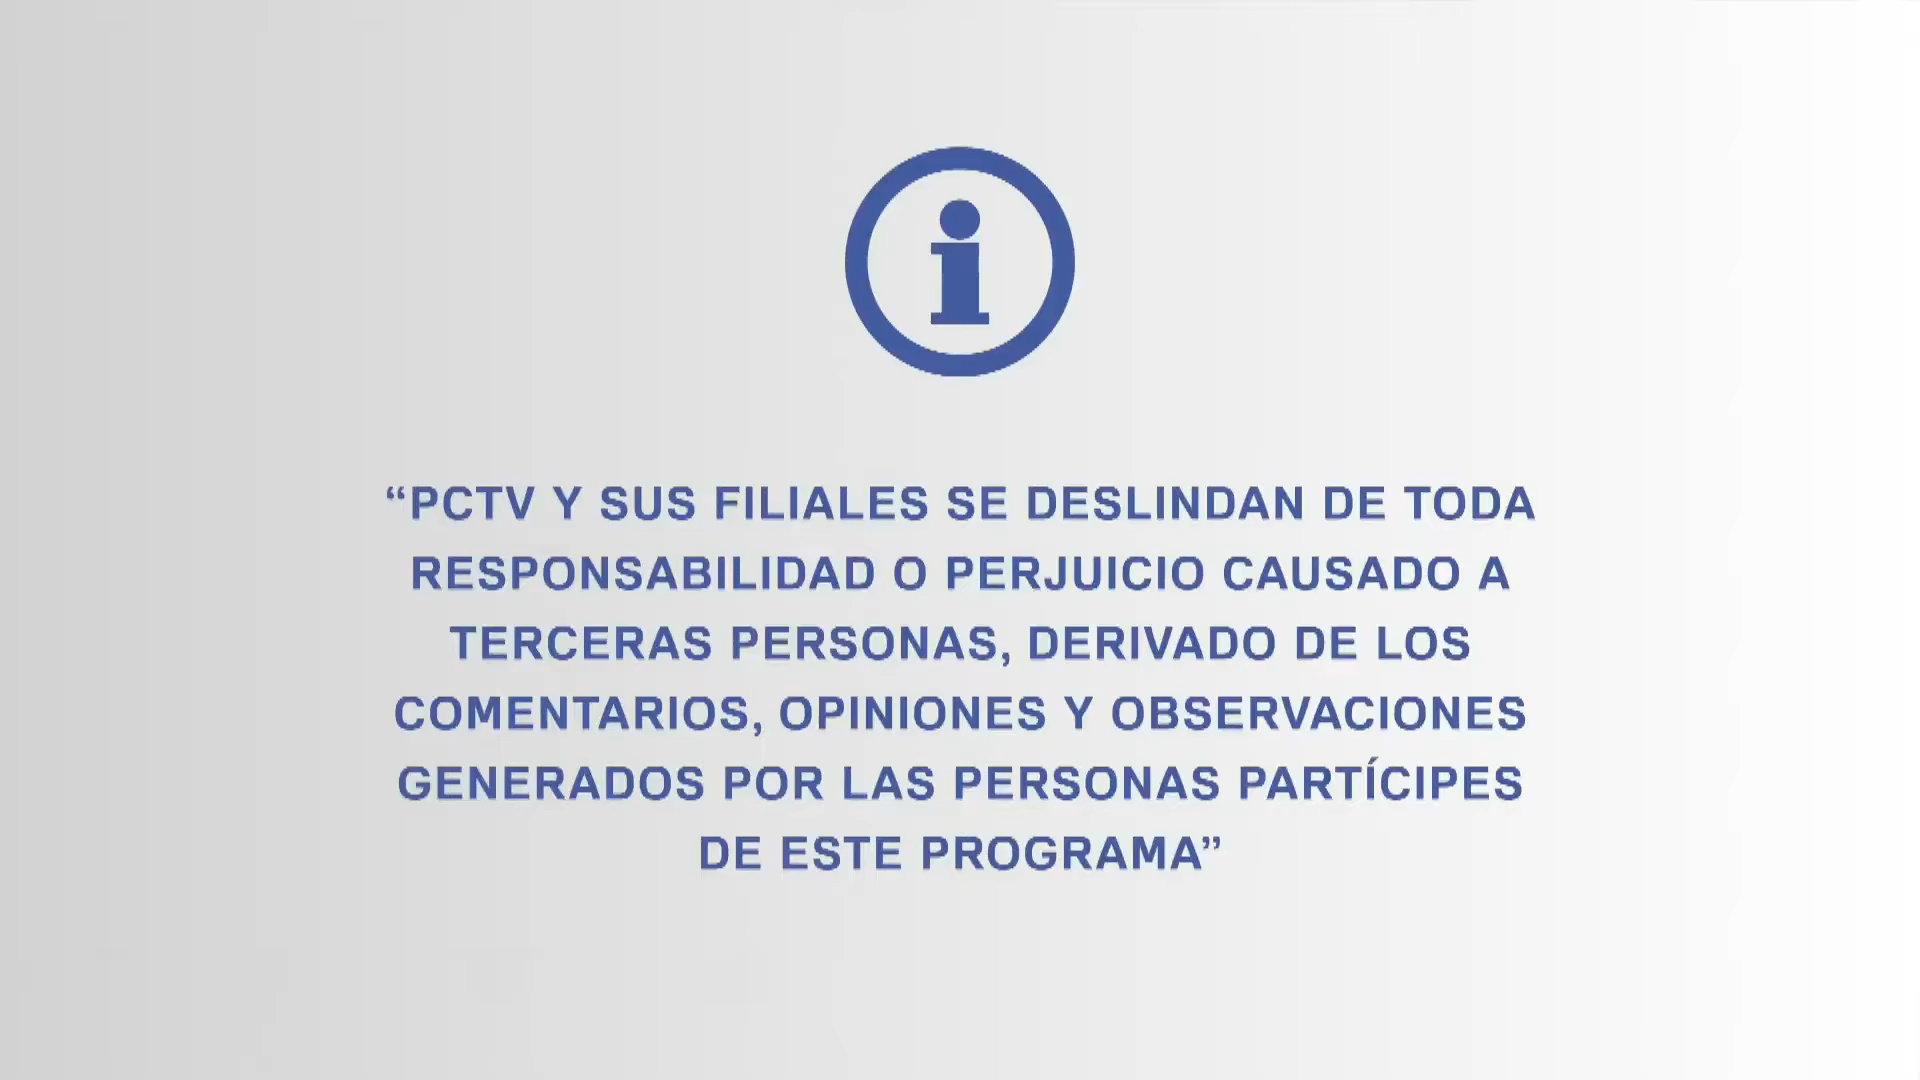 “PCTV Y SUS FILIALES SE DESLINDAN DE TODA
RESPONSABILIDAD O PERJUICIO CAUSADO A
TERCERAS PERSONAS, DERIVADO DE LOS
COMENTARIOS, OPINIONES Y OBSERVACIONES
GENERADOS POR LAS PERSONAS PARTÍCIPES
DE ESTE PROGRAMA”